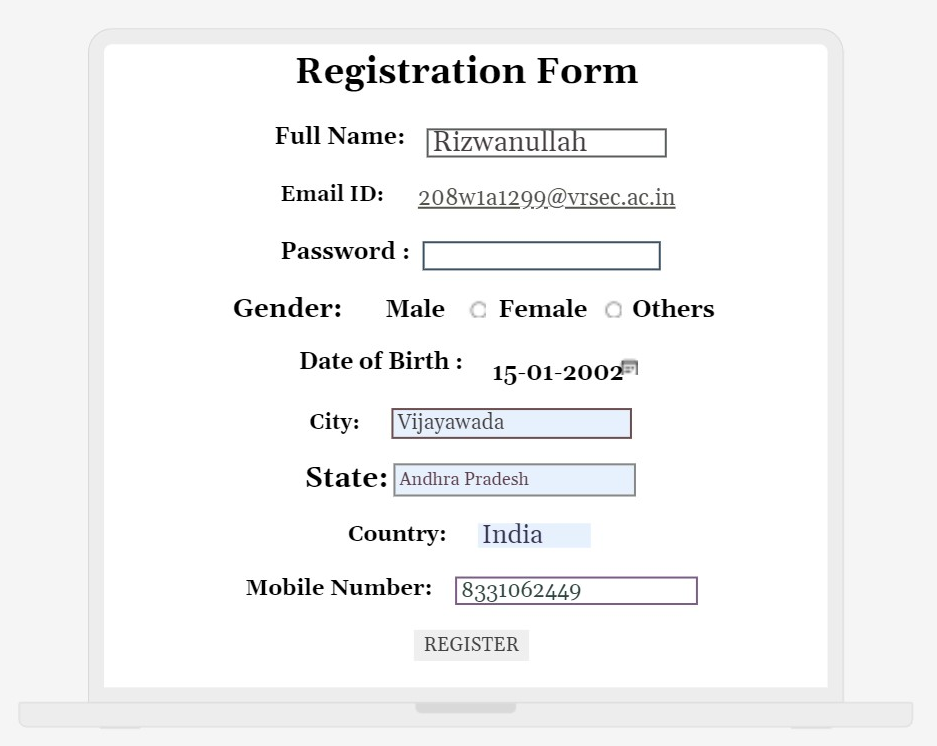 Registration Form
Full Name: Rizwanullah
Email ID: 208w1a1299@vrsec.ac.in
Password :
Gender: Male Female Others
Date of Birth : 15-01-2002
City: Vijayawada
State: Andhra Pradesh
Country: India
Mobile Number: 8331062449
REGISTER